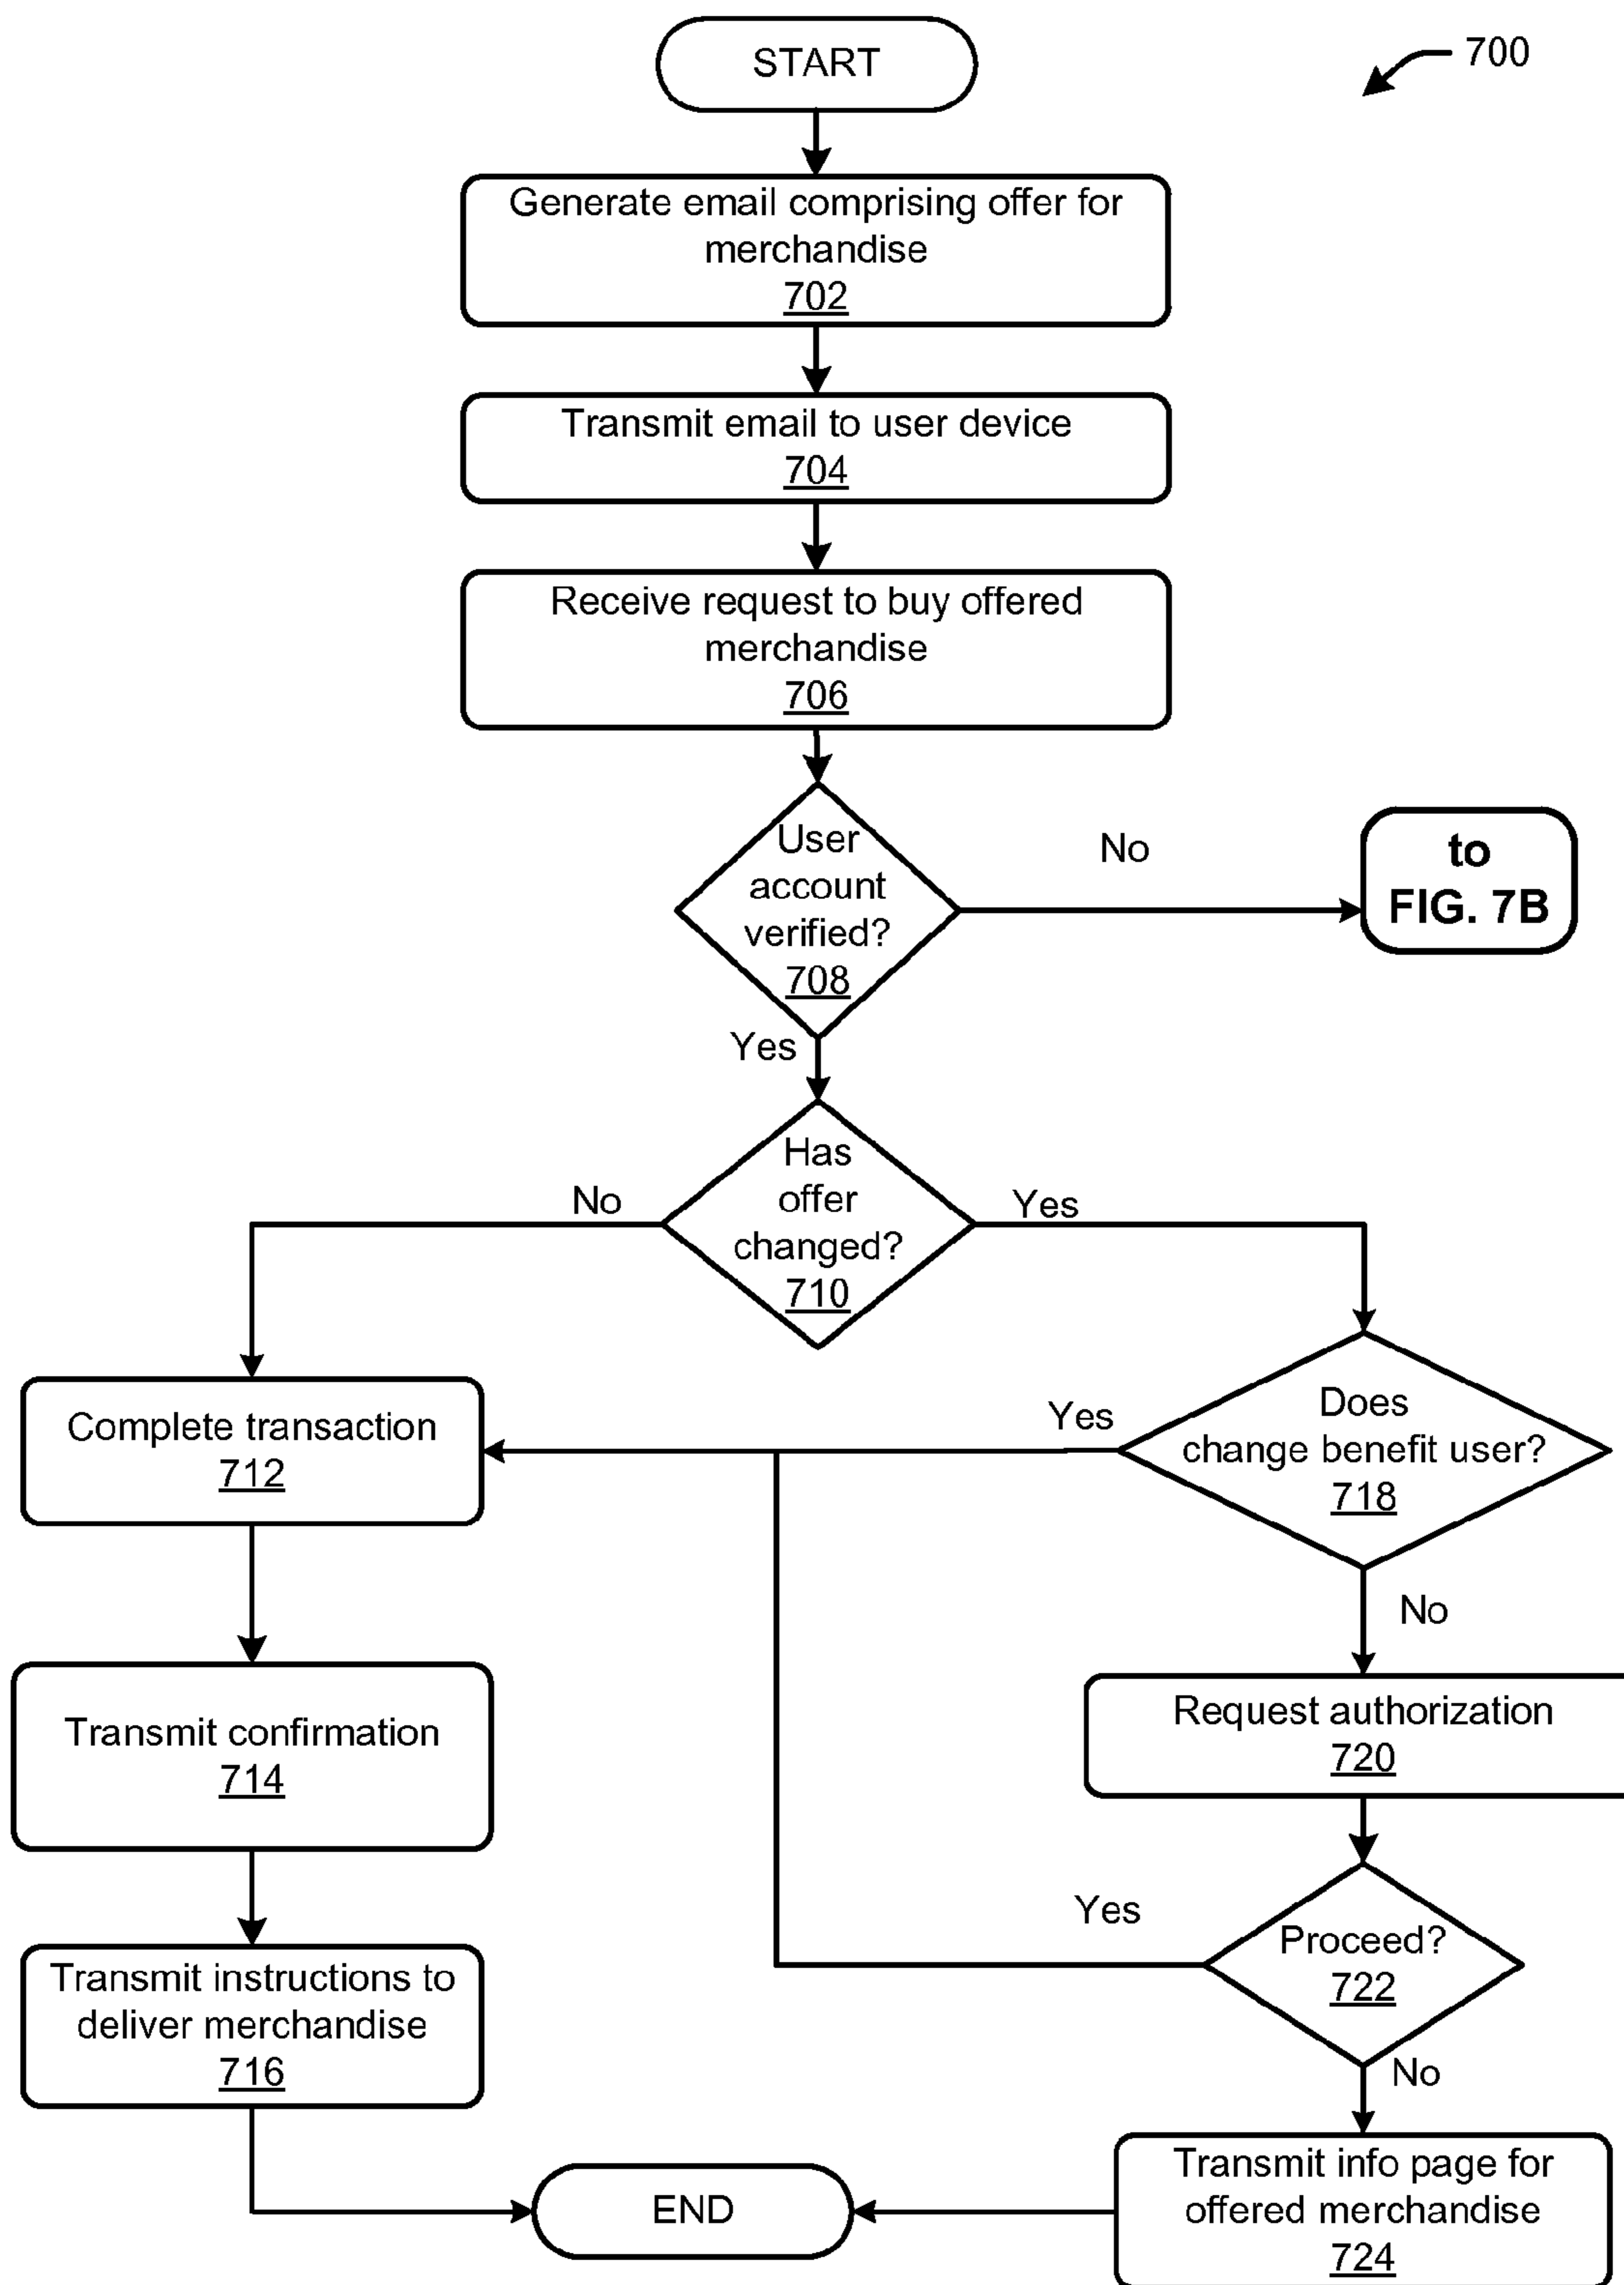 START
700
Generate email comprising offer for
merchandise
702
Transmit email to user device
704
Receive request to buy offered
merchandise
706
User
account
verified?
708
No
to
FIG. 7B
Yes
Has
offer
changed?
710
No
Yes
Complete transaction
712
Yes
Does
change benefit user?
718
No
Transmit confirmation
714
Request authorization
720
Yes
Proceed?
722
Transmit instructions to
deliver merchandise
716
No
END
Transmit info page for
offered merchandise
724